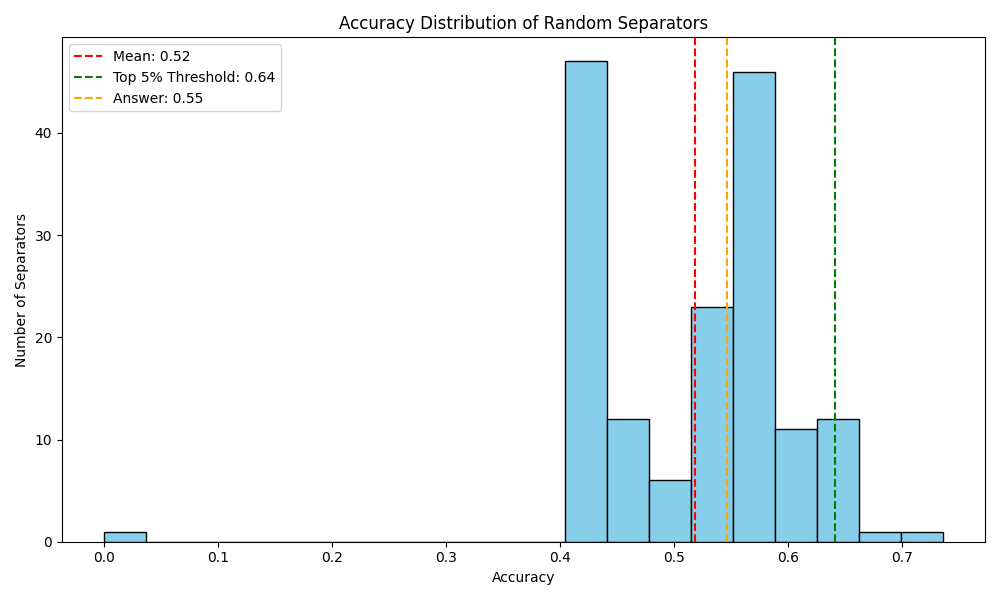 Accuracy Distribution of Random Separators
Mean: 0.52
Top 5% Threshold: 0.64
Answer: 0.55
Number of Separators
40
30
20
10
0
0.0 0.1 0.2 0.3 0.4 0.5 0.6 0.7
Accuracy